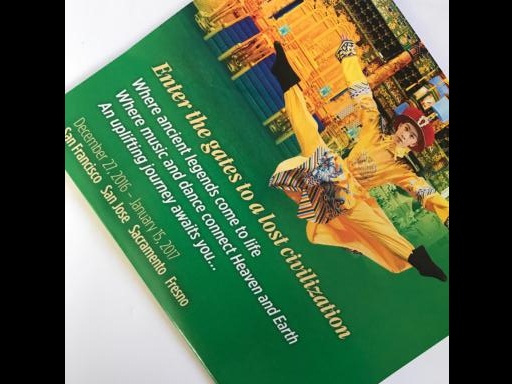 Enter the gates to a lost civilization
Where ancient legends come to life
Where music and dance connect Heaven and Earth
An uplifting journey awaits you...
December 27, 2016 – January 15, 2017
San Francisco San Jose Sacramento Fresno